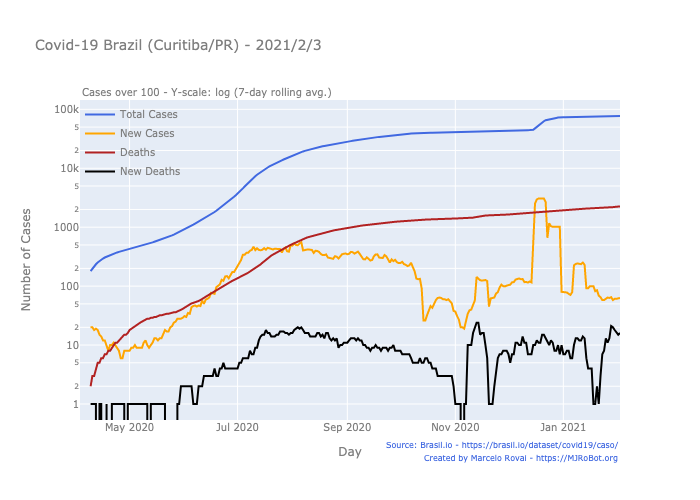 Covid-19 Brazil (Curitiba/PR) - 2021/2/3
Cases over 100 - Y-scale: log (7-day rolling avg.)
Total Cases
New Cases
Deaths
New Deaths
Number of Cases
100k
5
2
10k
5
2
1000
5
2
100
5
2
10
5
2
1
May 2020
Jul 2020
Sep 2020
Nov 2020
Jan 2021
Day
Source: Brasil.io - https://brasil.io/dataset/covid19/caso/
Created by Marcelo Rovai - https://MJRoBot.org